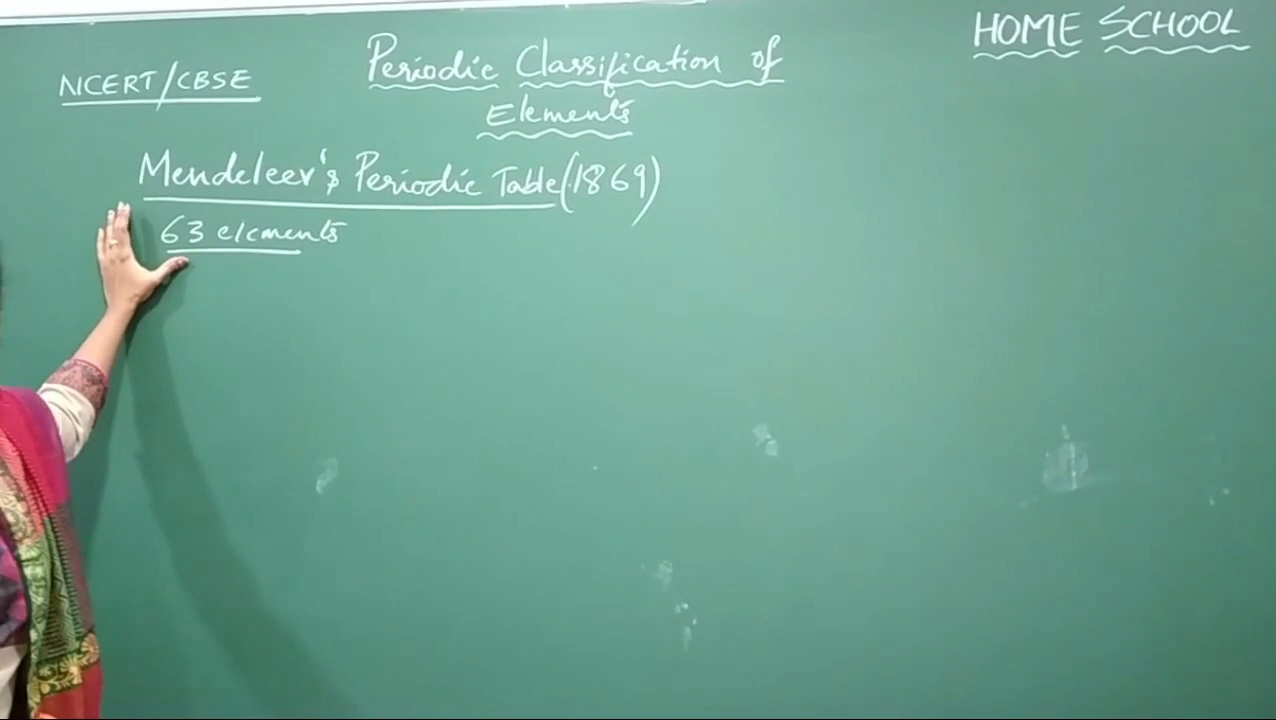 HOME SCHOOL
NCERT/CBSE
Periodic Classification of
Elements
Mendeleev's Periodic Table (1869)
63 elements